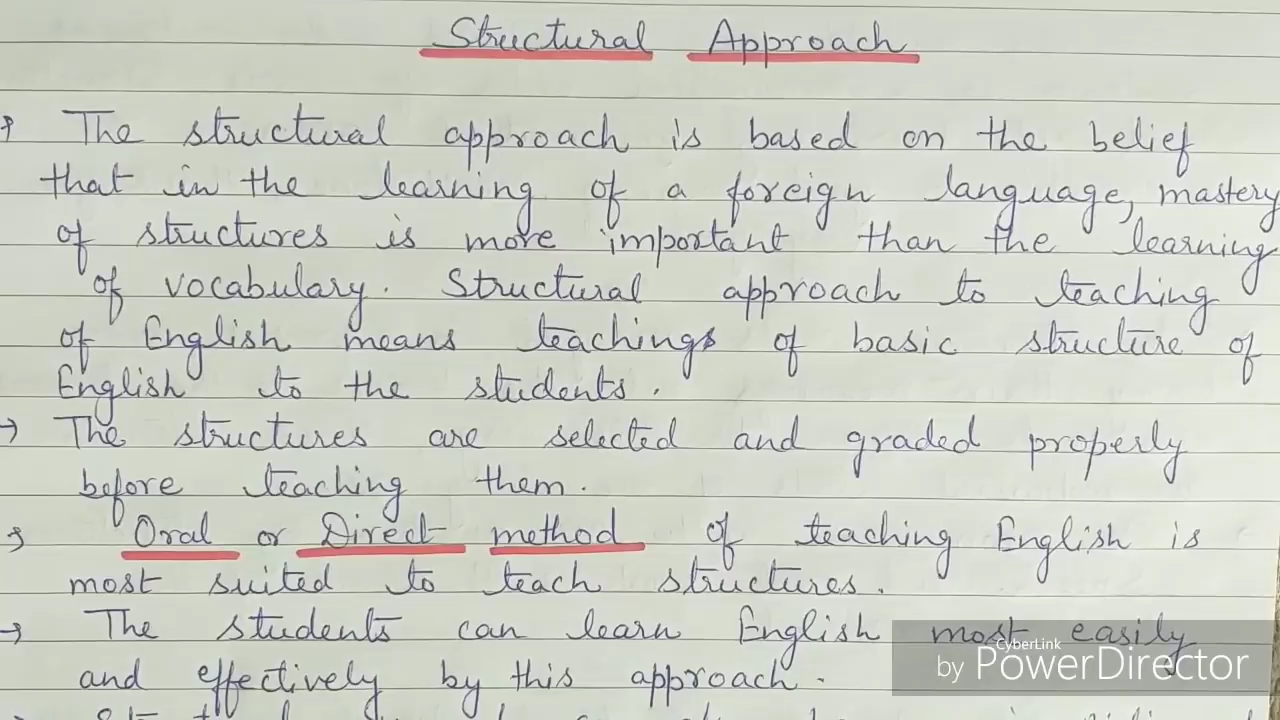 Structural Approach
→ The structural approach is based on the belief
that in the learning of a foreign language, mastery
of structures is more important than the learning
of vocabulary. Structural approach to teaching
of English means teachings of basic structure of
English to the students.
→ The structures are selected and graded properly
before teaching them.
→ Oral or Direct method of teaching English is
most suited to teach structures.
→ The students can learn English most easily
and effectively by this approach.
CyberLink
by PowerDirector